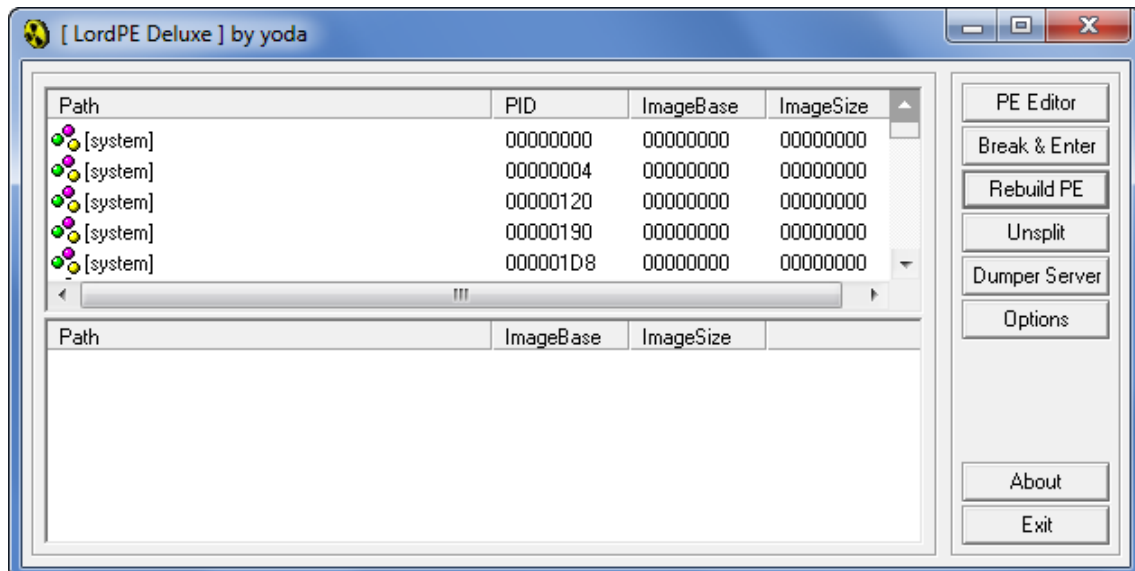 [ LordPE Deluxe ] by yoda
Path PID ImageBase ImageSize
[system] 00000000 00000000 00000000
[system] 00000004 00000000 00000000
[system] 00000120 00000000 00000000
[system] 00000190 00000000 00000000
[system] 000001D8 00000000 00000000
Path ImageBase ImageSize
PE Editor
Break & Enter
Rebuild PE
Unsplit
Dumper Server
Options
About
Exit